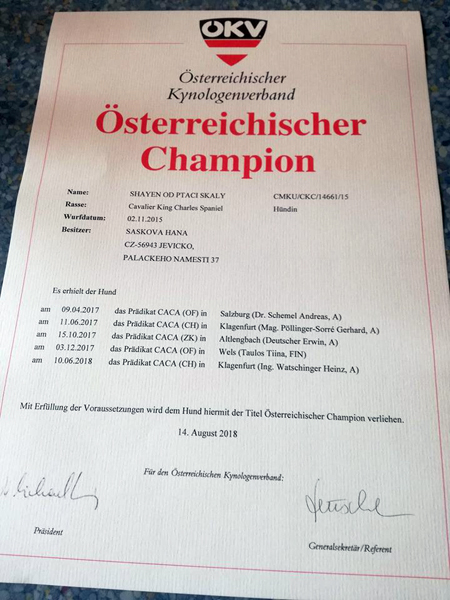 ÖKV
Österreichischer
Kynologenverband
Österreichischer
Champion
Name: SHAYEN OD PTACI SKALY CMKU/CKC/14661/15
Rasse: Cavalier King Charles Spaniel Hündin
Wurfdatum: 02.11.2015
Besitzer: SASKOVA HANA
CZ-56943 JEVICKO,
PALACKEHO NAMESTI 37
Es erhielt der Hund
am 09.04.2017 das Prädikat CACA (OF) in Salzburg (Dr. Schemel Andreas, A)
am 11.06.2017 das Prädikat CACA (CH) in Klagenfurt (Mag. Pöllinger-Sorré Gerhard, A)
am 15.10.2017 das Prädikat CACA (ZK) in Altlengbach (Deutscher Erwin, A)
am 03.12.2017 das Prädikat CACA (OF) in Wels (Taulos Tiina, FIN)
am 10.06.2018 das Prädikat CACA (CH) in Klagenfurt (Ing. Watschinger Heinz, A)
Mit Erfüllung der Voraussetzungen wird dem Hund hiermit der Titel Österreichischer Champion verliehen.
14. August 2018
Für den Österreichischen Kynologenverband:
Präsident
Generalsekretär/Referent